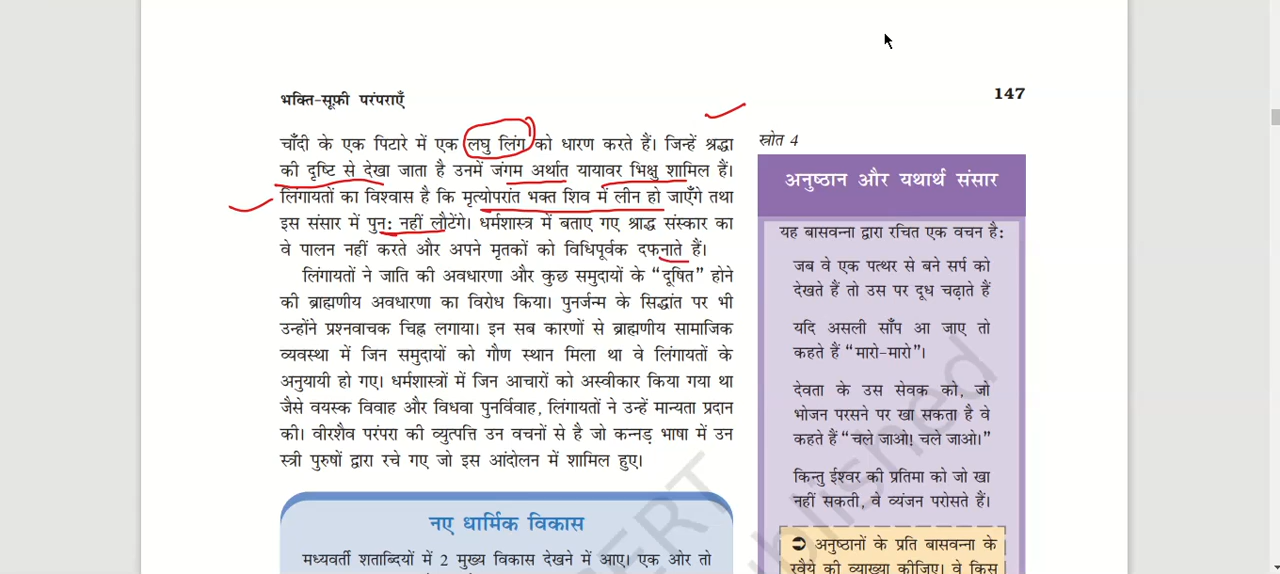 भक्ति-सूफ़ी परंपराएँ
147
चाँदी के एक पिटारे में एक लघु लिंग को धारण करते हैं। जिन्हें श्रद्धा
की दृष्टि से देखा जाता है उनमें जंगम अर्थात यायावर भिक्षु शामिल हैं।
लिंगायतों का विश्वास है कि मृत्योपरांत भक्त शिव में लीन हो जाएँगे तथा
इस संसार में पुन: नहीं लौटेंगे। धर्मशास्त्र में बताए गए श्राद्ध संस्कार का
वे पालन नहीं करते और अपने मृतकों को विधिपूर्वक दफनाते हैं।
लिंगायतों ने जाति की अवधारणा और कुछ समुदायों के “दूषित” होने
की ब्राह्मणीय अवधारणा का विरोध किया। पुनर्जन्म के सिद्धांत पर भी
उन्होंने प्रश्नवाचक चिह्न लगाया। इन सब कारणों से ब्राह्मणीय सामाजिक
व्यवस्था में जिन समुदायों को गौण स्थान मिला था वे लिंगायतों के
अनुयायी हो गए। धर्मशास्त्रों में जिन आचारों को अस्वीकार किया गया था
जैसे वयस्क विवाह और विधवा पुनर्विवाह, लिंगायतों ने उन्हें मान्यता प्रदान
की। वीरशैव परंपरा की व्युत्पत्ति उन वचनों से है जो कन्नड़ भाषा में उन
स्त्री पुरुषों द्वारा रचे गए जो इस आंदोलन में शामिल हुए।
नए धार्मिक विकास
मध्यवर्ती शताब्दियों में 2 मुख्य विकास देखने में आए। एक ओर तो
स्रोत 4
अनुष्ठान और यथार्थ संसार
यह बासवन्ना द्वारा रचित एक वचन है:
जब वे एक पत्थर से बने सर्प को
देखते हैं तो उस पर दूध चढ़ाते हैं
यदि असली साँप आ जाए तो
कहते हैं “मारो-मारो”।
देवता के उस सेवक को, जो
भोजन परसने पर खा सकता है वे
कहते हैं “चले जाओ! चले जाओ।”
किन्तु ईश्वर की प्रतिमा को जो खा
नहीं सकती, वे व्यंजन परोसते हैं।
अनुष्ठानों के प्रति बासवन्ना के
रवैये की व्याख्या कीजिए। वे किस